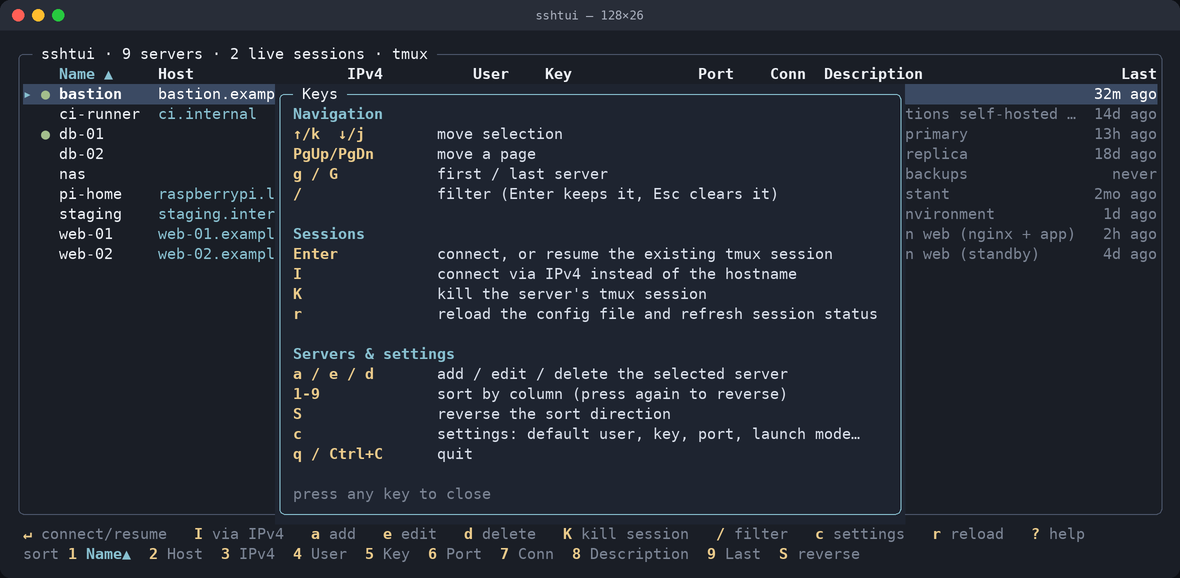 sshtui — 128×26
sshtui · 9 servers · 2 live sessions · tmux
Name ▲ Host IPv4 User Key Port Conn Description Last
▸ ● bastion bastion.examp 32m ago
Keys
ci-runner ci.internal tions self-hosted … 14d ago
Navigation
● db-01 primary 13h ago
↑/k ↓/j move selection
db-02 replica 18d ago
PgUp/PgDn move a page
nas backups never
g / G first / last server
pi-home raspberrypi.l stant 2mo ago
/ filter (Enter keeps it, Esc clears it)
staging staging.inter nvironment 1d ago
web-01 web-01.exampl n web (nginx + app) 2h ago
Sessions
web-02 web-02.exampl n web (standby) 4d ago
Enter connect, or resume the existing tmux session
I connect via IPv4 instead of the hostname
K kill the server's tmux session
r reload the config file and refresh session status
Servers & settings
a / e / d add / edit / delete the selected server
1-9 sort by column (press again to reverse)
S reverse the sort direction
c settings: default user, key, port, launch mode…
q / Ctrl+C quit
press any key to close
↵ connect/resume I via IPv4 a add e edit d delete K kill session / filter c settings r reload ? help
sort 1 Name▲ 2 Host 3 IPv4 4 User 5 Key 6 Port 7 Conn 8 Description 9 Last S reverse